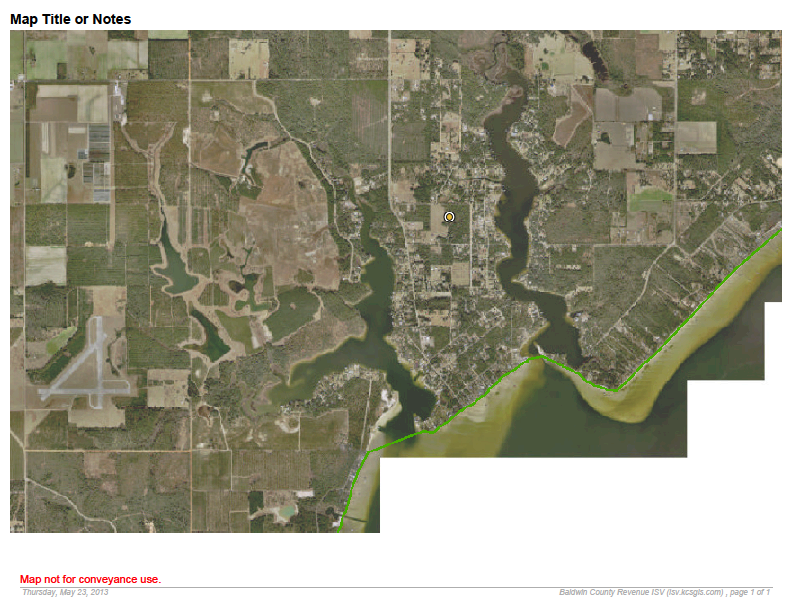 Map Title or Notes
Map not for conveyance use.
Thursday, May 23, 2013
Baldwin County Revenue ISV (isv.kcsgis.com) , page 1 of 1